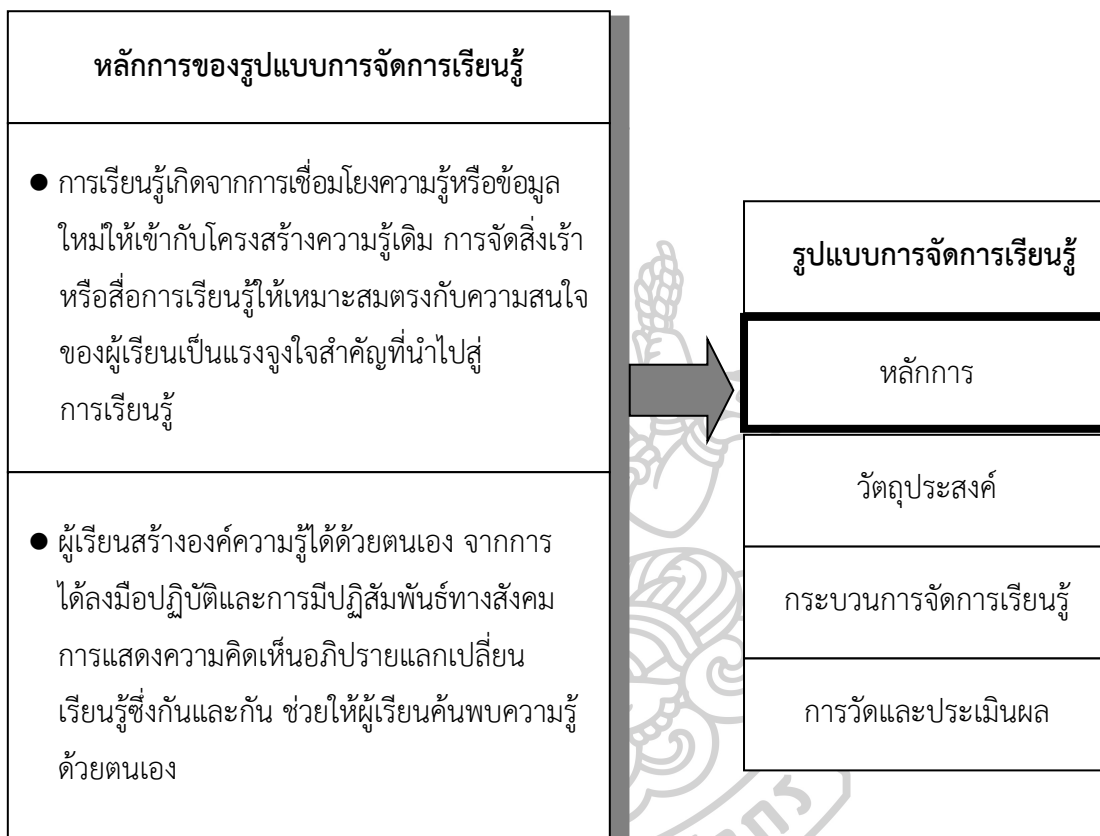 หลักการของรูปแบบการจัดการเรียนรู้
● การเรียนรู้เกิดจากการเชื่อมโยงความรู้หรือข้อมูล
ใหม่ให้เข้ากับโครงสร้างความรู้เดิม การจัดสิ่งเร้า
หรือสื่อการเรียนรู้ให้เหมาะสมตรงกับความสนใจ
ของผู้เรียนเป็นแรงจูงใจสำคัญที่นำไปสู่
การเรียนรู้
● ผู้เรียนสร้างองค์ความรู้ได้ด้วยตนเอง จากการ
ได้ลงมือปฏิบัติและการมีปฏิสัมพันธ์ทางสังคม
การแสดงความคิดเห็นอภิปรายแลกเปลี่ยน
เรียนรู้ซึ่งกันและกัน ช่วยให้ผู้เรียนค้นพบความรู้
ด้วยตนเอง
รูปแบบการจัดการเรียนรู้
หลักการ
วัตถุประสงค์
กระบวนการจัดการเรียนรู้
การวัดและประเมินผล